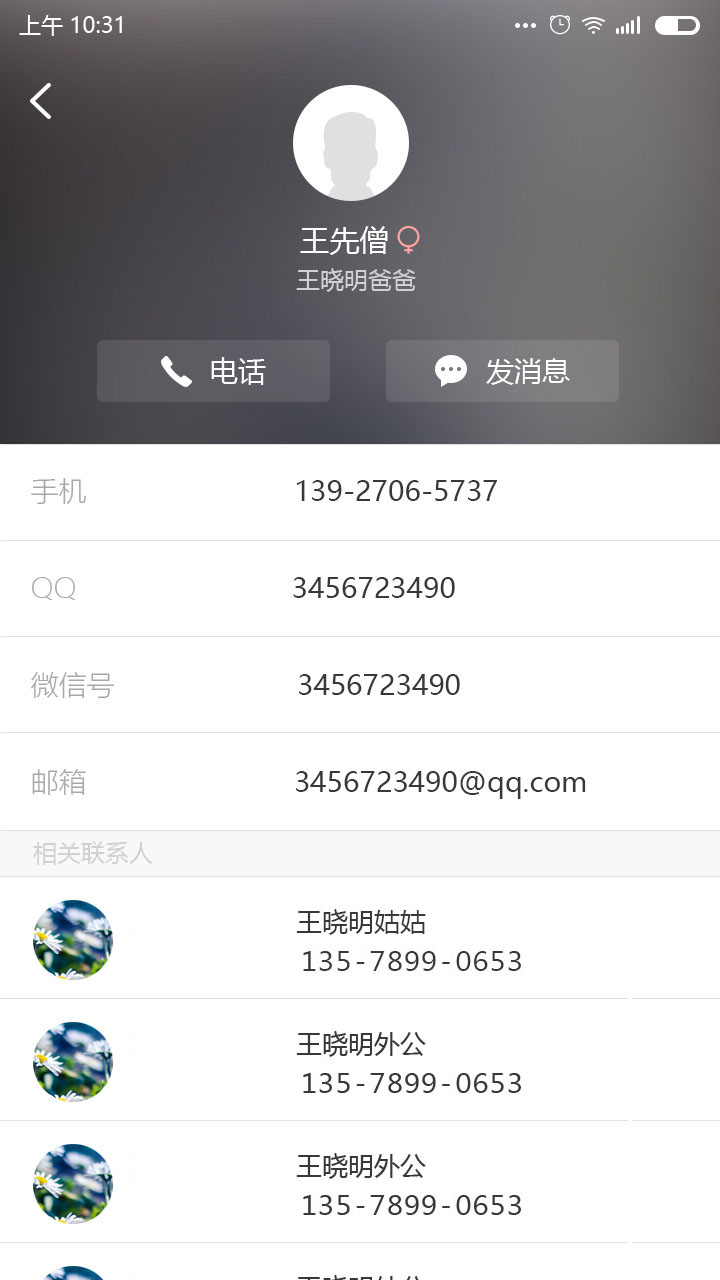 上午 10:31
王先僧
王晓明爸爸
电话
发消息
手机 139-2706-5737
QQ 3456723490
微信号 3456723490
邮箱 3456723490@qq.com
相关联系人
王晓明姑姑
135-7899-0653
王晓明外公
135-7899-0653
王晓明外公
135-7899-0653